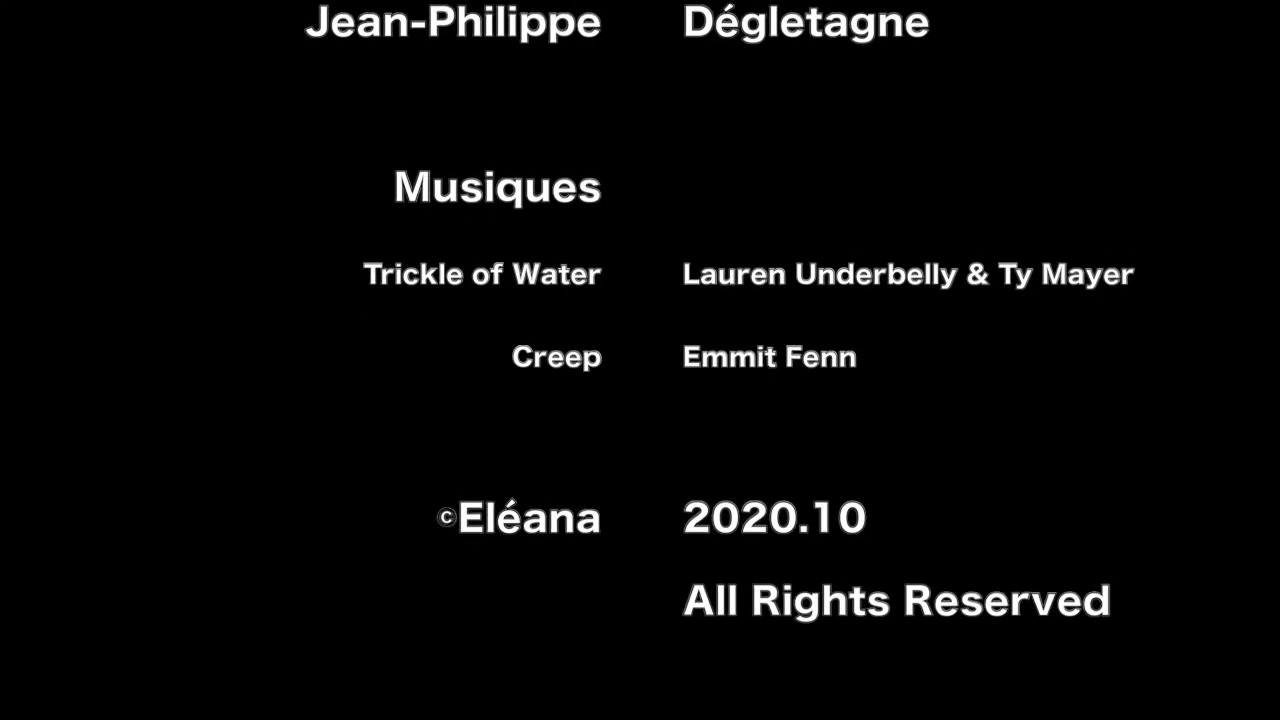 Jean-Philippe Dégletagne
Musiques
Trickle of Water Lauren Underbelly & Ty Mayer
Creep Emmit Fenn
©Eléana 2020.10
All Rights Reserved